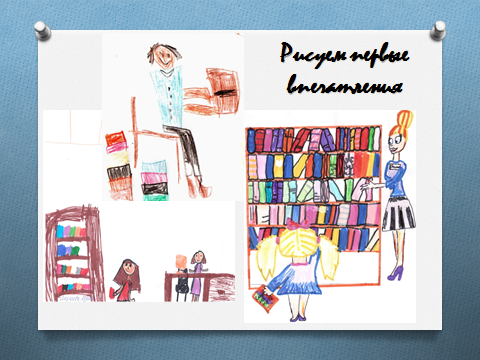 Рисуем первые
впечатления